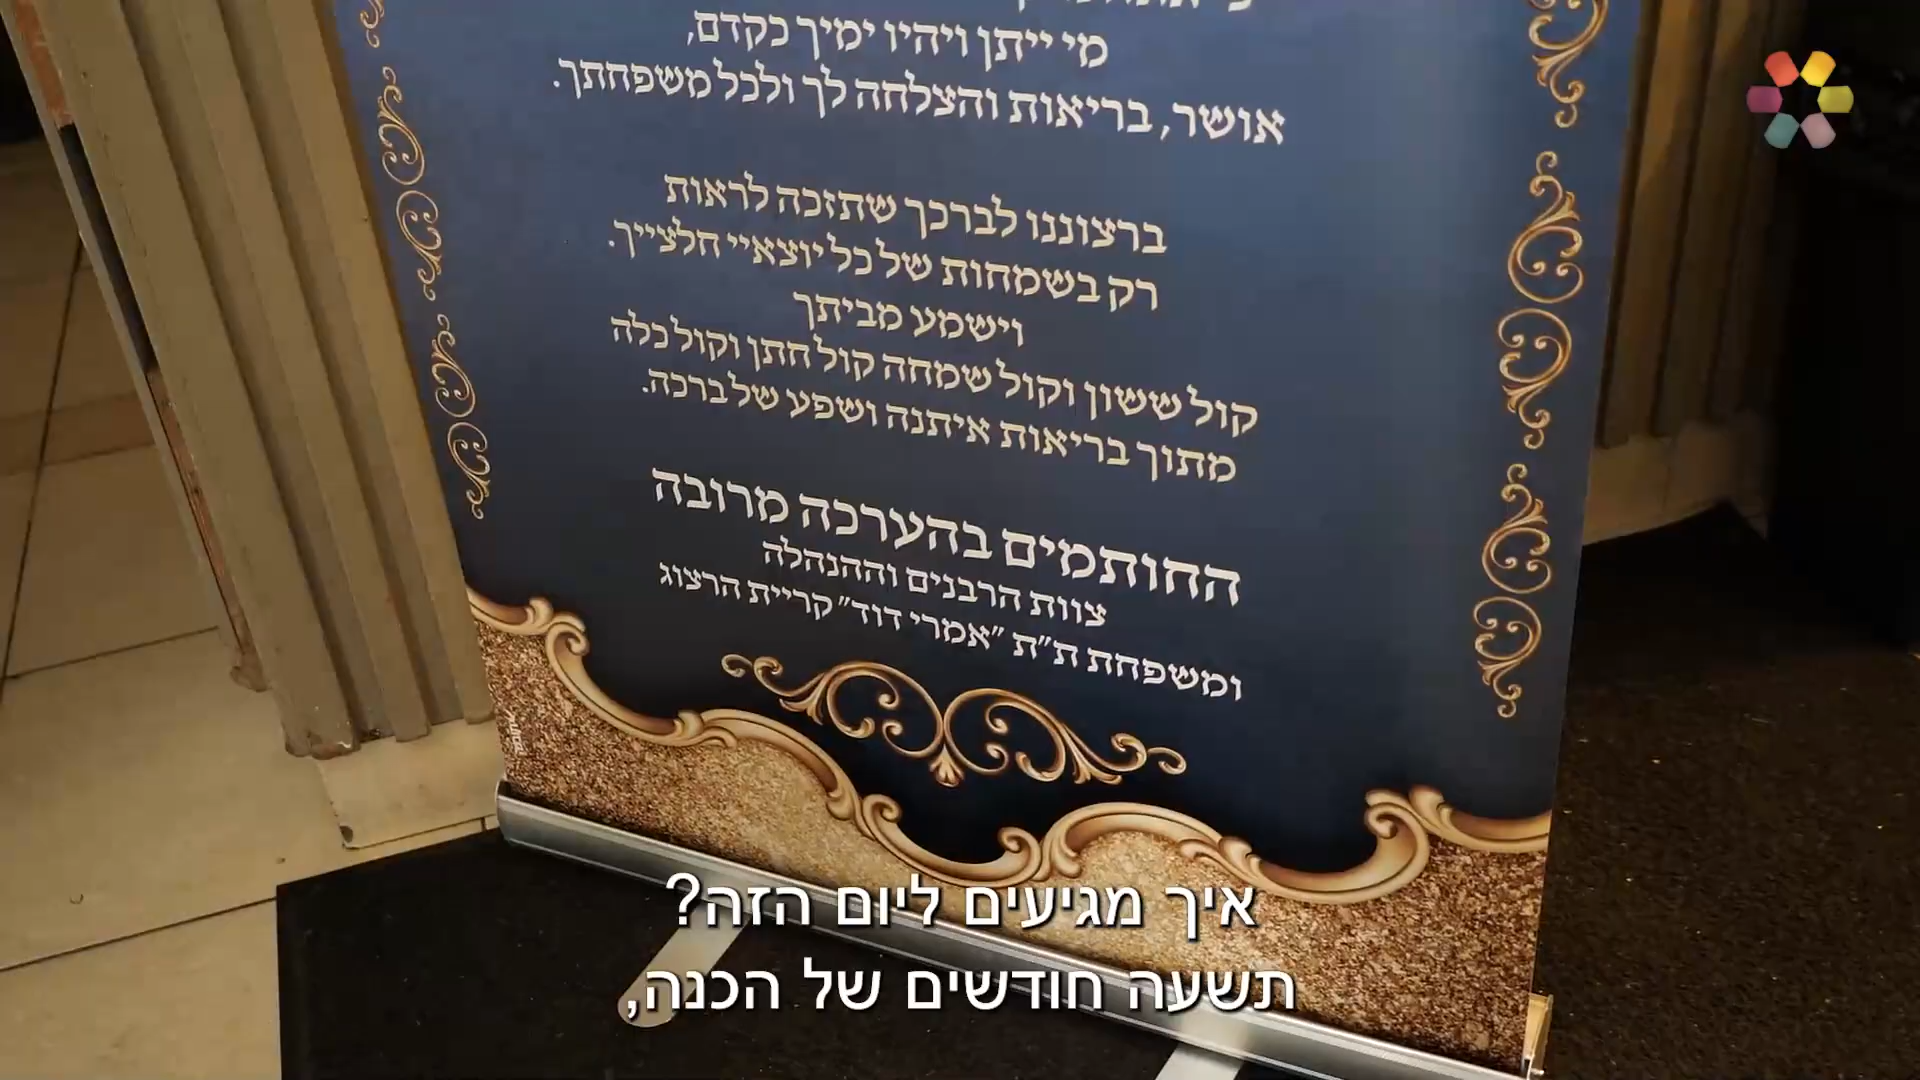 מי ייתן ויהיו ימיך כקדם,
אושר, בריאות והצלחה לך ולכל משפחתך.
ברצוננו לברכך שתזכה לראות
רק בשמחות של כל יוצאיי חלצייך.
וישמע מביתך
קול ששון וקול שמחה קול חתן וקול כלה
מתוך בריאות איתנה ושפע של ברכה.
החותמים בהערכה מרובה
צוות הרבנים וההנהלה
ומשפחת ת״ת ״אמרי דוד״ קריית הרצוג
איך מגיעים ליום הזה?
תשעה חודשים של הכנה,